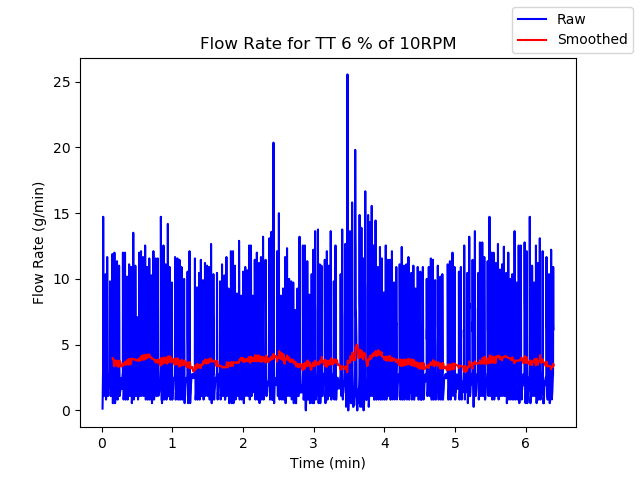 Raw
Smoothed
Flow Rate for TT 6 % of 10RPM
Flow Rate (g/min)
25
20
15
10
5
0
0 1 2 3 4 5 6
Time (min)